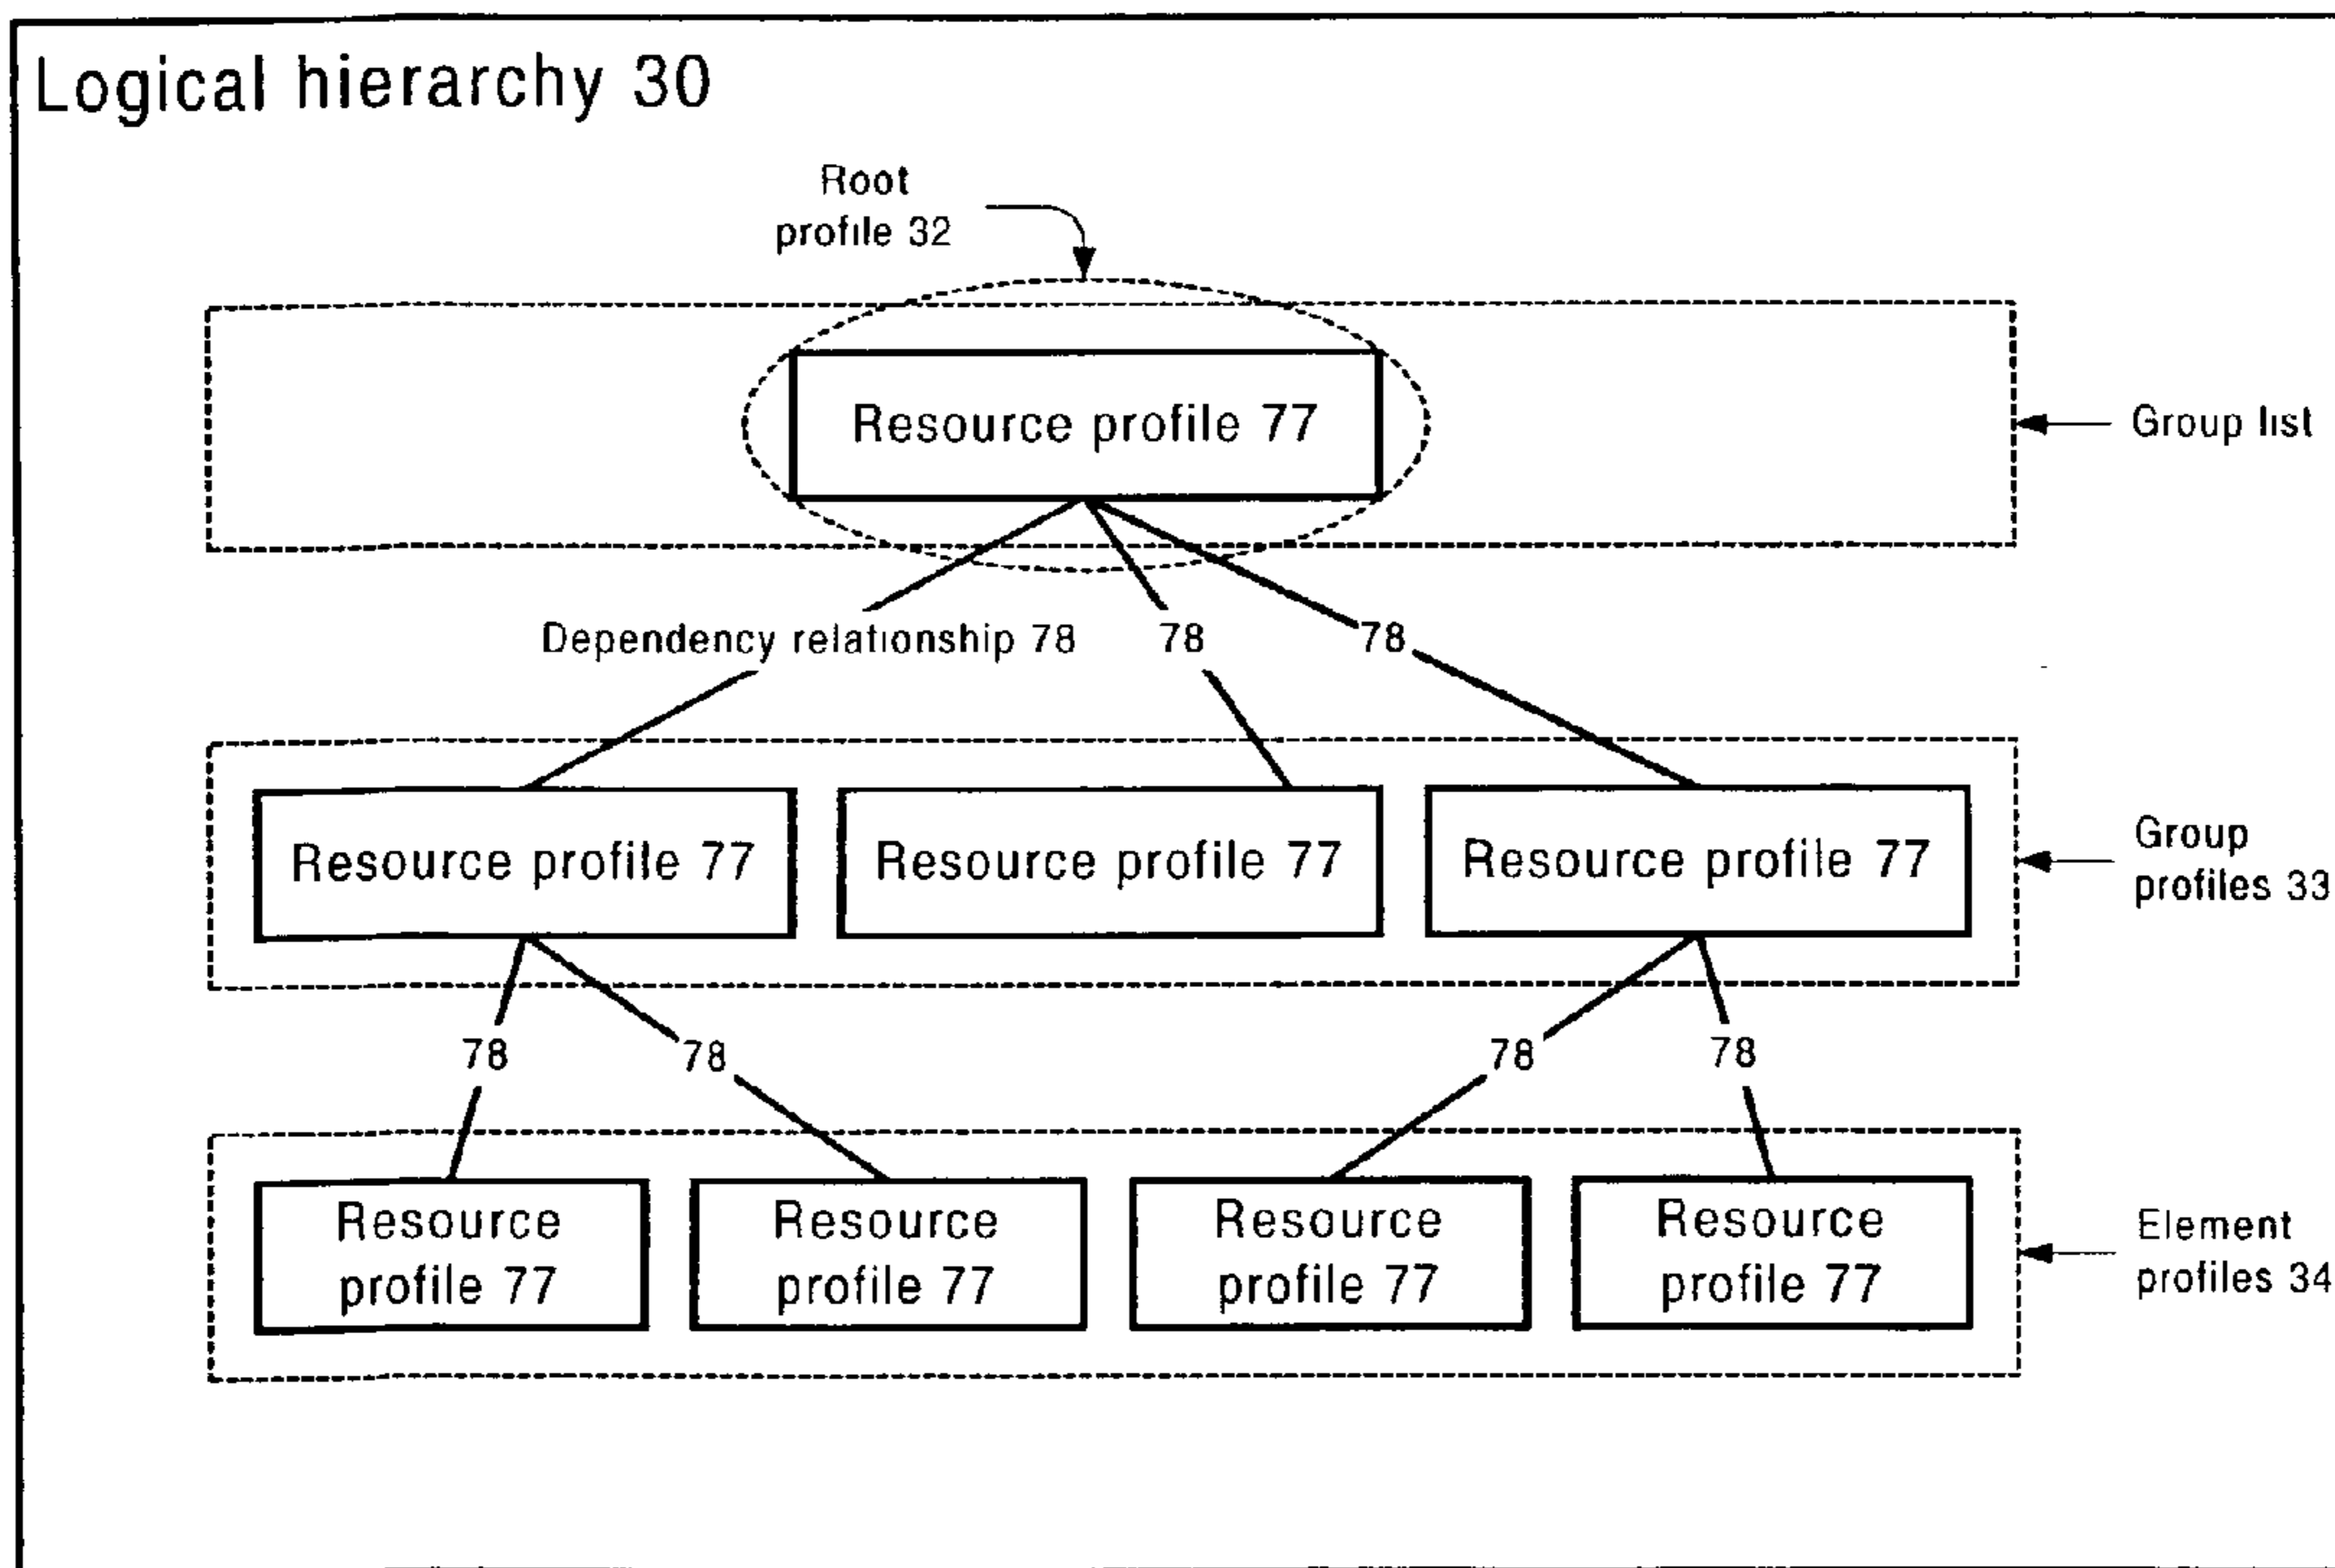 Logical hierarchy 30
Root
profile 32
Resource profile 77
Group list
Dependency relationship 78
78
78
Resource profile 77
Resource profile 77
Resource profile 77
Group
profiles 33
78
78
78
78
Resource
profile 77
Resource
profile 77
Resource
profile 77
Resource
profile 77
Element
profiles 34